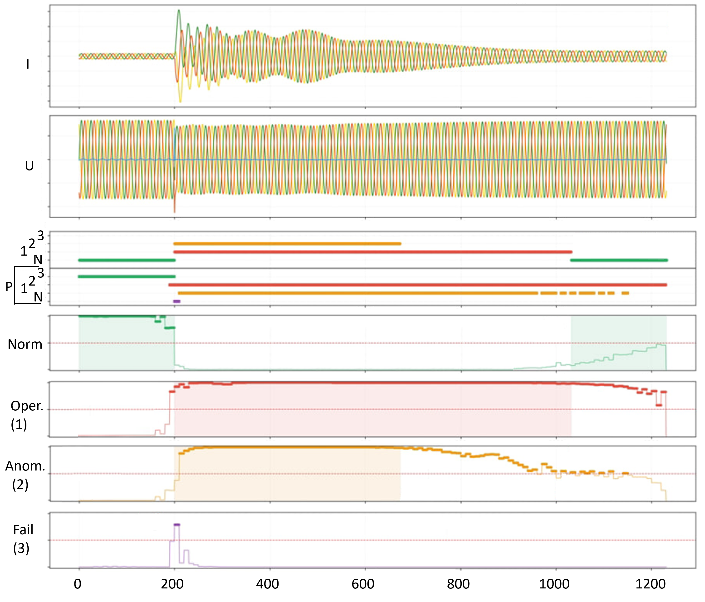 I
U
3
2
1
N
P
3
2
1
N
Norm
Oper.
(1)
Anom.
(2)
Fail
(3)
0 200 400 600 800 1000 1200